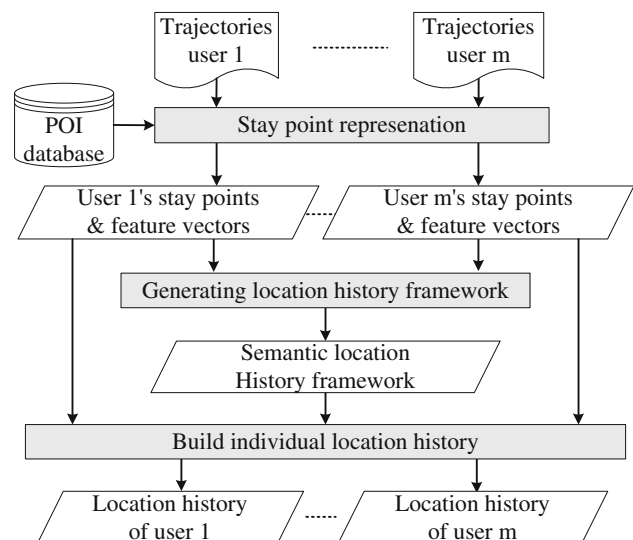 Trajectories
user 1
Trajectories
user m
POI
database
Stay point represenation
User 1's stay points
& feature vectors
User m's stay points
& feature vectors
Generating location history framework
Semantic location
History framework
Build individual location history
Location history
of user 1
Location history
of user m